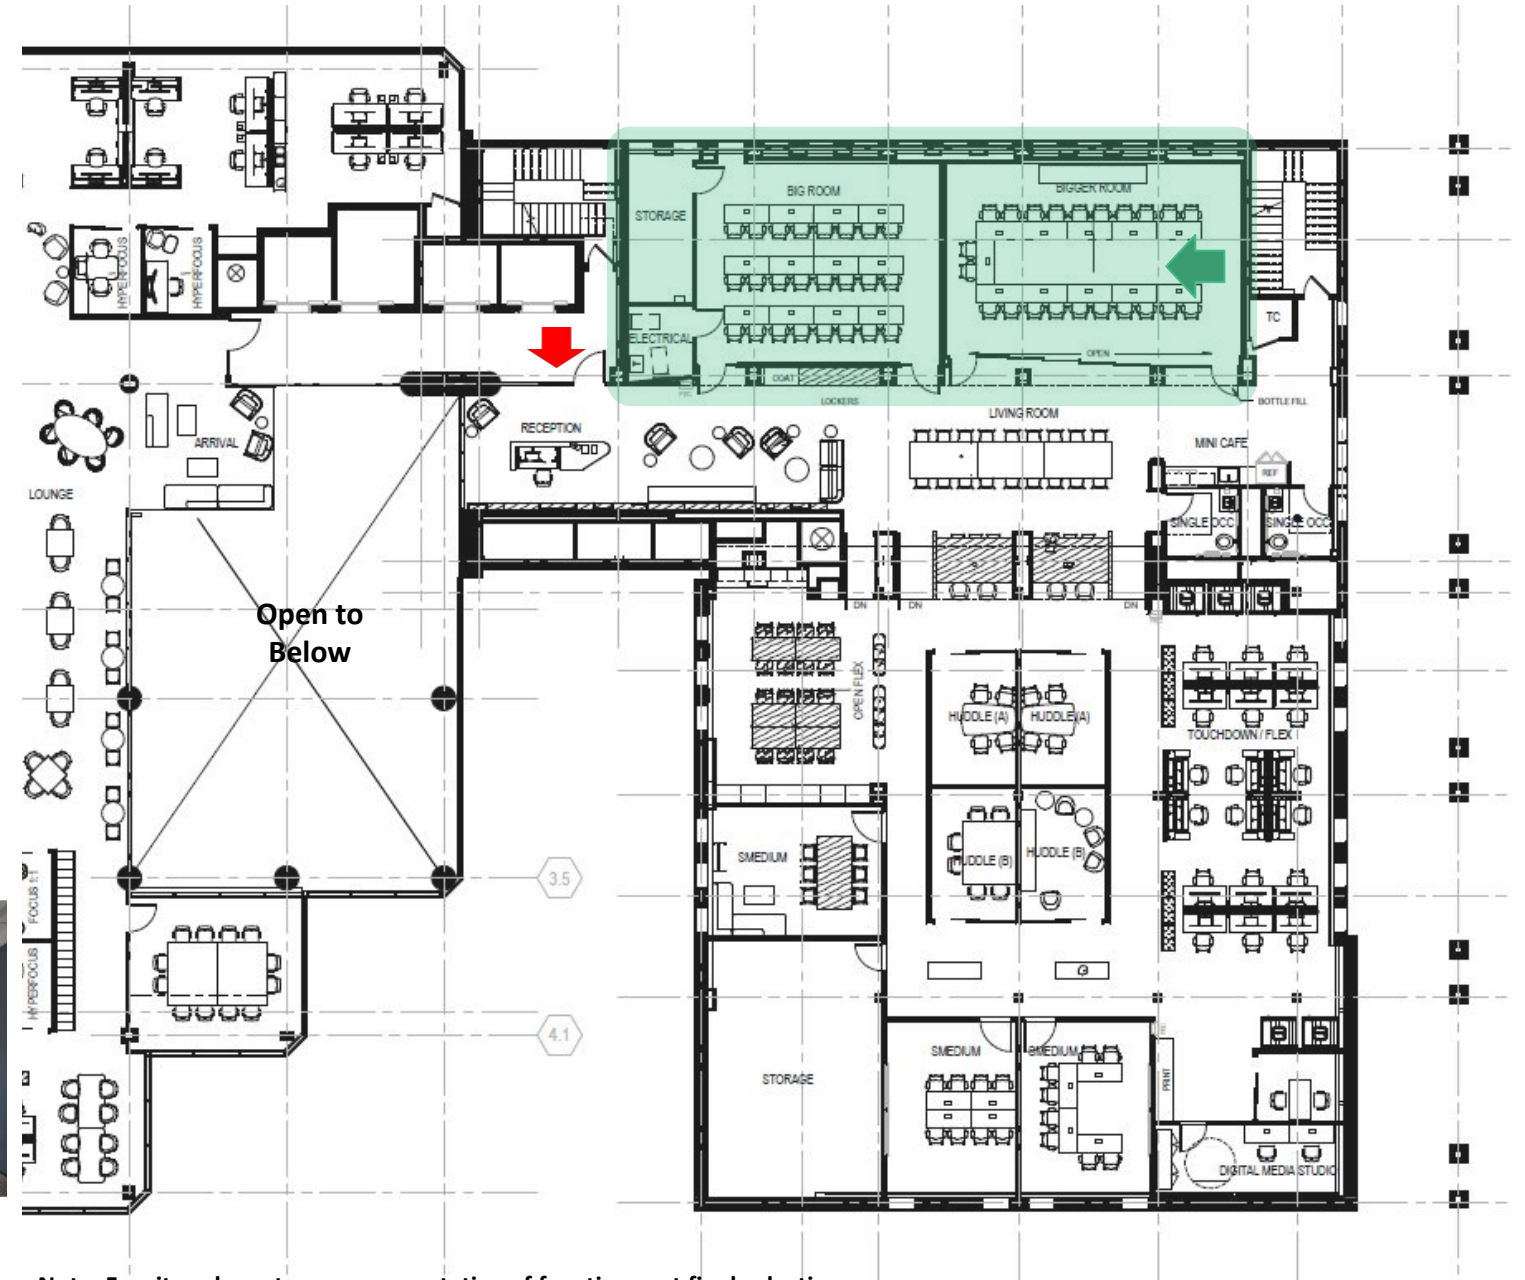 BIG ROOM
BIGGER ROOM
STORAGE
HYPERFOCUS
HYPERFOCUS
ELECTRICAL
TC
OPEN
COAT
LOCKERS
BOTTLE FILL
LIVING ROOM
RECEPTION
ARRIVAL
MINI CAFE
REF
LOUNGE
SINGLE OCC
SINGLE OCC
Open to
Below
DN
DN
DN
OPEN FLEX
HUDDLE (A)
HUDDLE (A)
TOUCHDOWN / FLEX
SMEDIUM
HUDDLE (B)
HUDDLE (B)
3.5
FOCUS 1:1
HYPERFOCUS
4.1
SMEDIUM
SMEDIUM
STORAGE
PRINT
DIGITAL MEDIA STUDIO